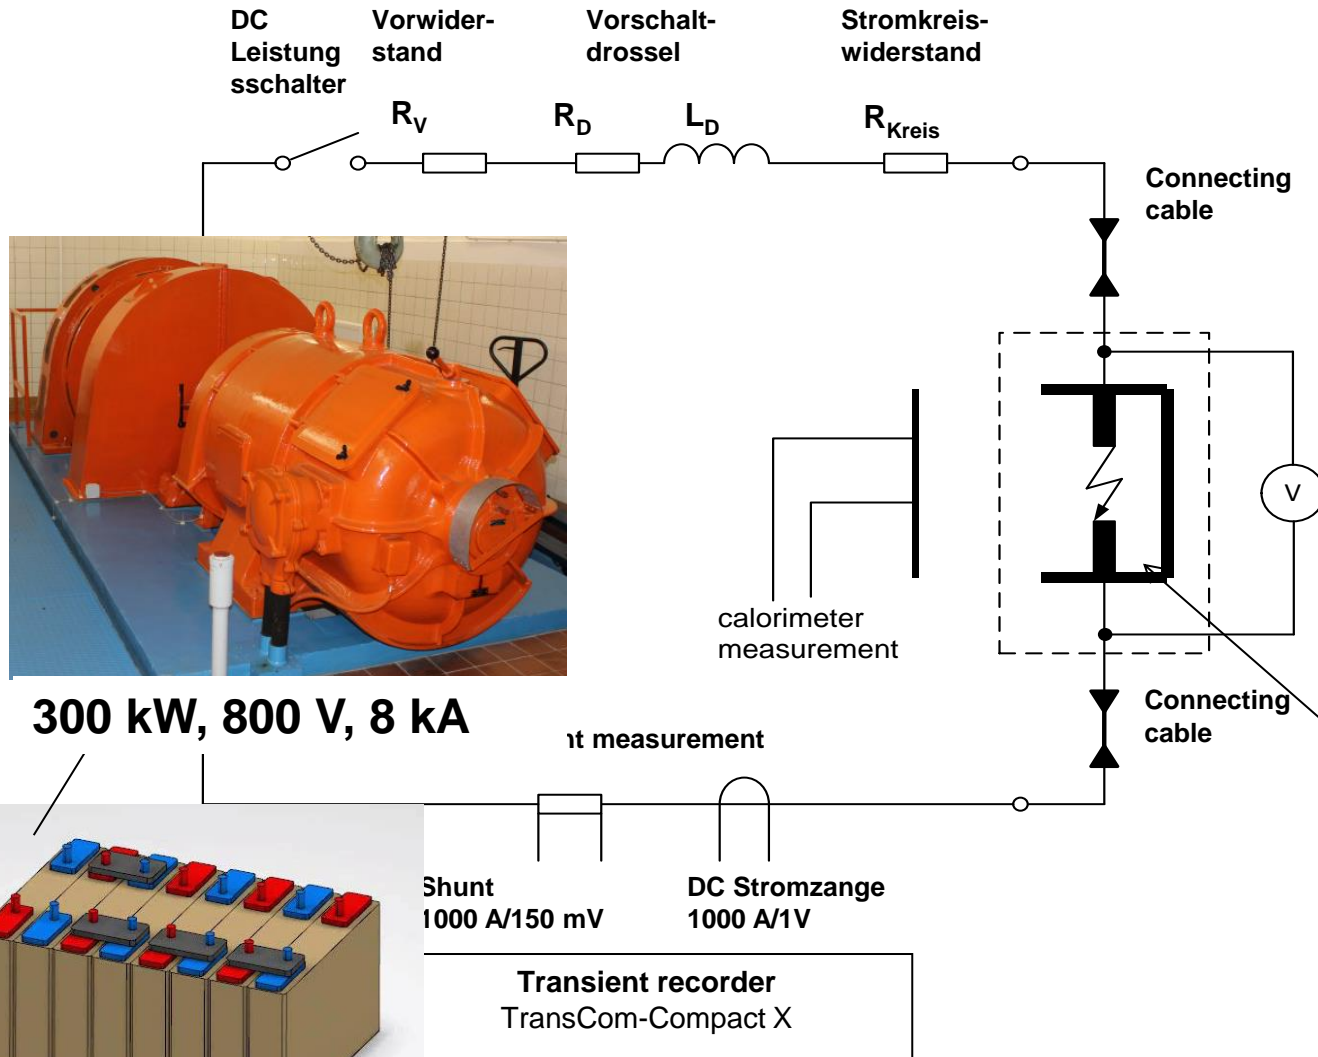 DC
Leistung
sschalter
Vorwider-
stand
Vorschalt-
drossel
Stromkreis-
widerstand
RV
RD
LD
RKreis
Connecting
cable
V
calorimeter
measurement
300 kW, 800 V, 8 kA
nt measurement
Connecting
cable
Shunt
1000 A/150 mV
DC Stromzange
1000 A/1V
Transient recorder
TransCom-Compact X